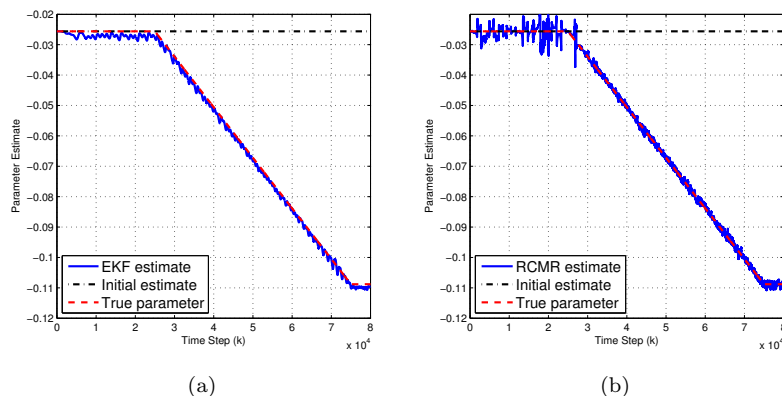 −0.02
−0.03
−0.04
−0.05
−0.06
−0.07
−0.08
−0.09
−0.1
−0.11
−0.12
Parameter Estimate
EKF estimate
Initial estimate
True parameter
0 1 2 3 4 5 6 7 8
Time Step (k)
x 10⁴
(a)
−0.03
−0.04
−0.05
−0.06
−0.07
−0.08
−0.09
−0.1
−0.11
−0.12
Parameter Estimate
RCMR estimate
Initial estimate
True parameter
0 1 2 3 4 5 6 7 8
Time Step (k)
x 10⁴
(b)